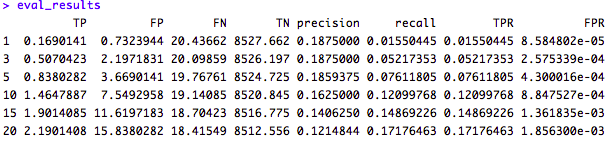 > eval_results
TP FP FN TN precision recall TPR FPR
1 0.1690141 0.7323944 20.43662 8527.662 0.1875000 0.01550445 0.01550445 8.584802e-05
3 0.5070423 2.1971831 20.09859 8526.197 0.1875000 0.05217353 0.05217353 2.575339e-04
5 0.8380282 3.6690141 19.76761 8524.725 0.1859375 0.07611805 0.07611805 4.300016e-04
10 1.4647887 7.5492958 19.14085 8520.845 0.1625000 0.12099768 0.12099768 8.847527e-04
15 1.9014085 11.6197183 18.70423 8516.775 0.1406250 0.14869226 0.14869226 1.361835e-03
20 2.1901408 15.8380282 18.41549 8512.556 0.1214844 0.17176463 0.17176463 1.856300e-03